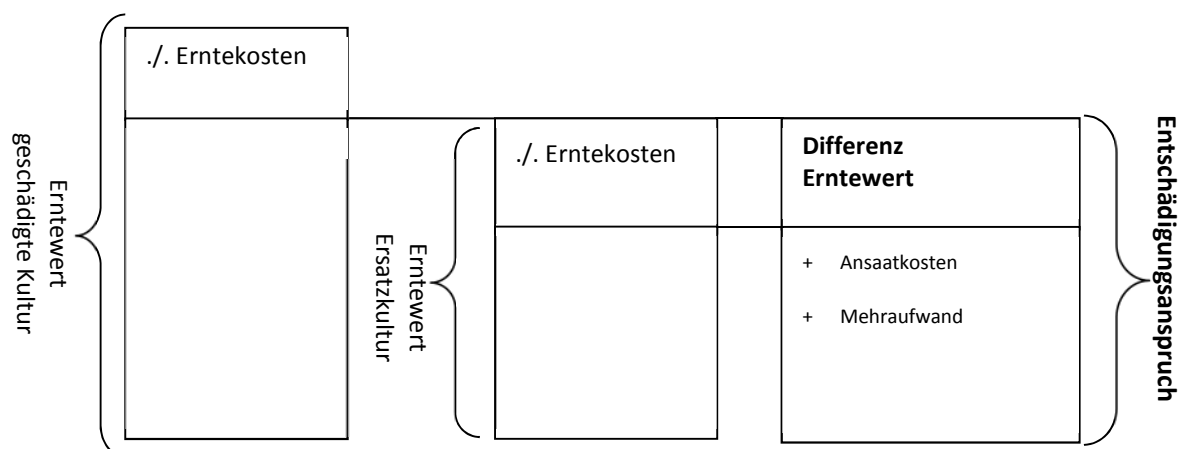 ./. Erntekosten
Erntewert
geschädigte Kultur
./. Erntekosten
Erntewert
Ersatzkultur
Differenz
Erntewert
+ Ansaatkosten
+ Mehraufwand
Entschädigungsanspruch